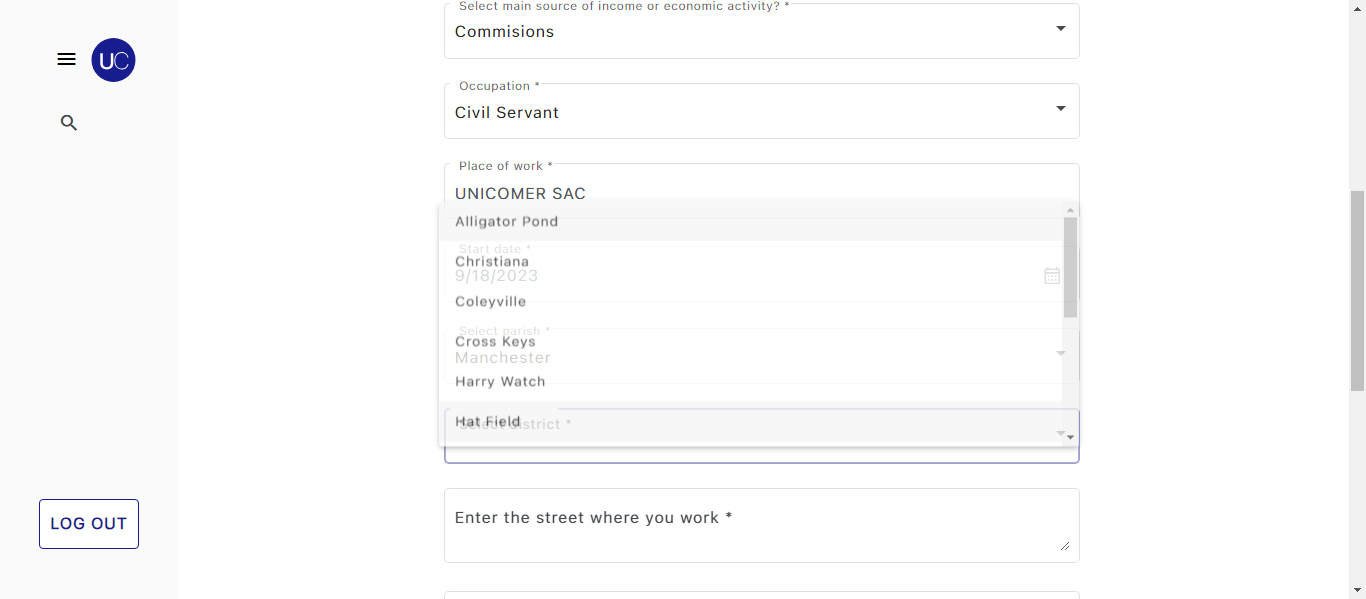 UC
LOG OUT
Select main source of income or economic activity? *
Commisions
Occupation *
Civil Servant
Place of work *
UNICOMER SAC
Alligator Pond
Start date *
Christiana
9/18/2023
Coleyville
Select parish *
Cross Keys
Manchester
Harry Watch
Hat Field
Select district *
Enter the street where you work *